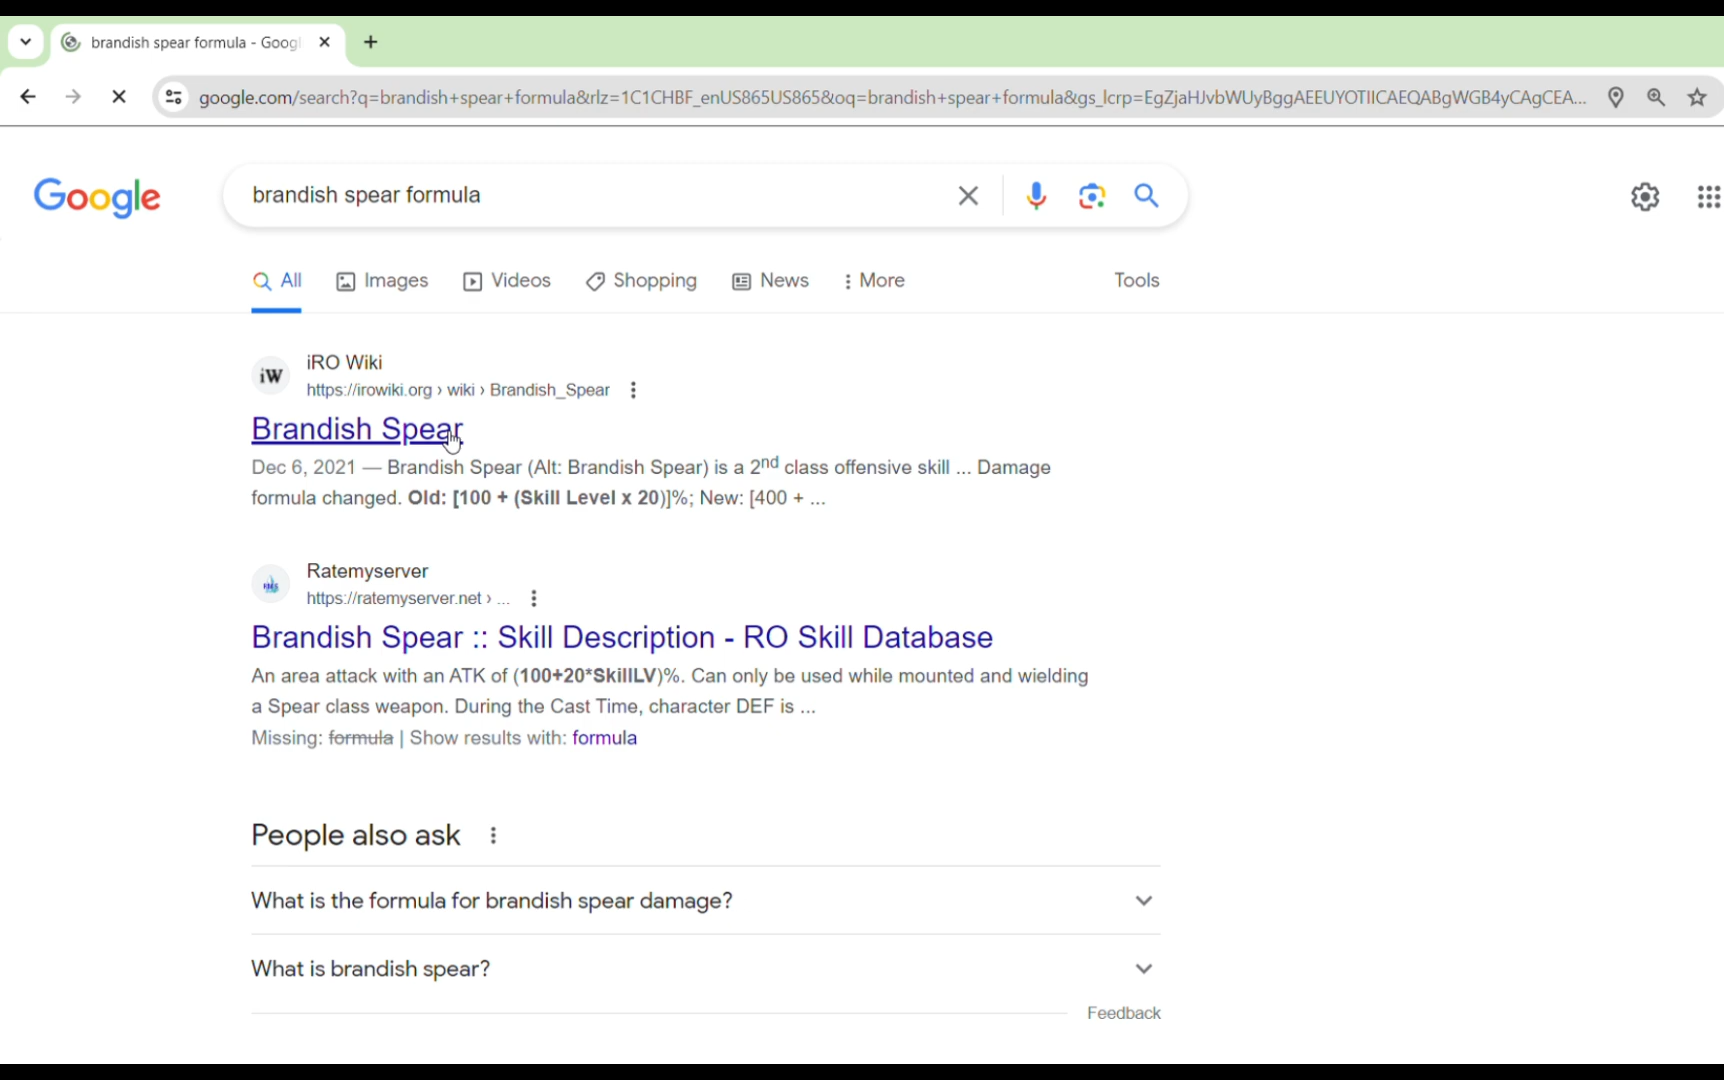 brandish spear formula - Googl
google.com/search?q=brandish+spear+formula&rlz=1C1CHBF_enUS865US865&oq=brandish+spear+formula&gs_lcrp=EgZjaHJvbWUyBggAEEUYOTIICAEQABgWGB4yCAgCEA...
Google
brandish spear formula
All Images Videos Shopping News More Tools
iW
iRO Wiki
https://irowiki.org › wiki › Brandish_Spear
Brandish Spear
Dec 6, 2021 — Brandish Spear (Alt: Brandish Spear) is a 2nd class offensive skill ... Damage
formula changed. Old: [100 + (Skill Level x 20)]%; New: [400 + ...
Ratemyserver
https://ratemyserver.net › ...
Brandish Spear :: Skill Description - RO Skill Database
An area attack with an ATK of (100+20*SkillLV)%. Can only be used while mounted and wielding
a Spear class weapon. During the Cast Time, character DEF is ...
Missing: formula | Show results with: formula
People also ask
What is the formula for brandish spear damage?
What is brandish spear?
Feedback